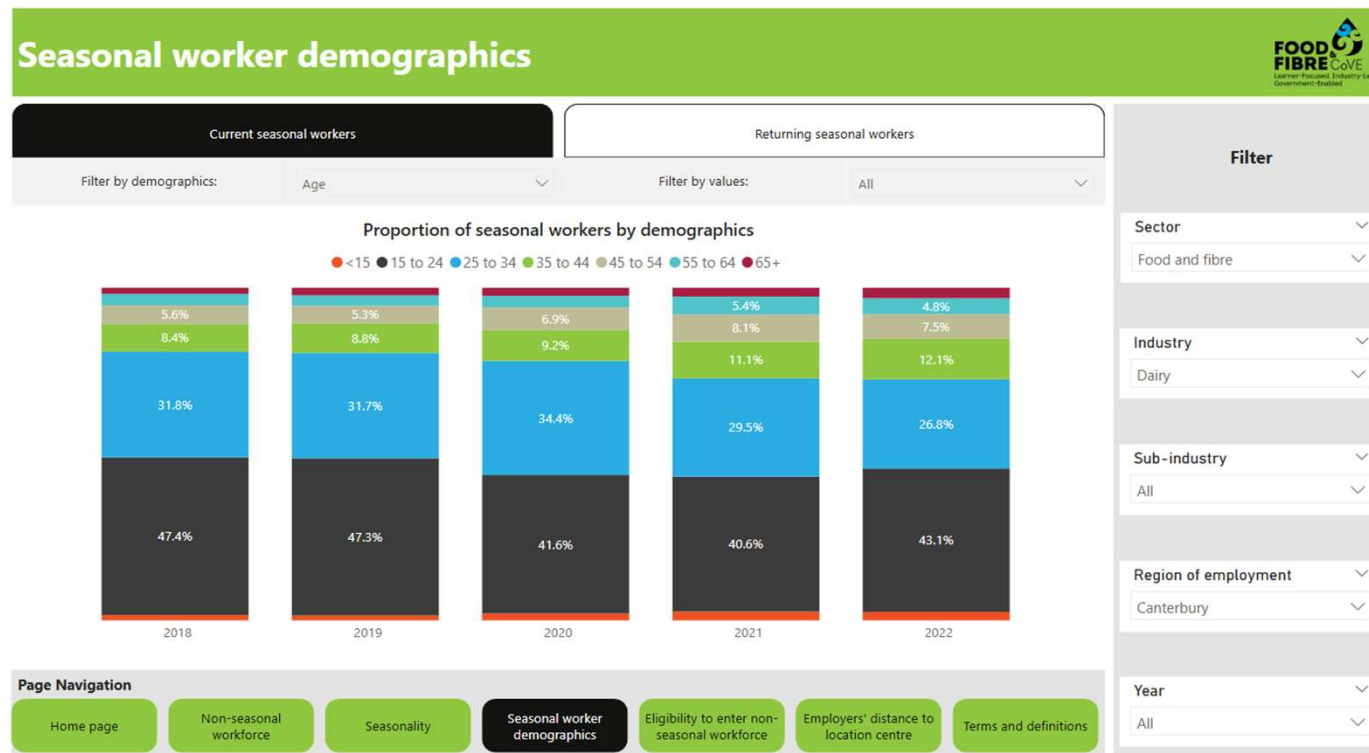 Seasonal worker demographics
FOOD &
FIBRE CoVE
Learner-Focused, Industry-Le
Government-Enabled
Current seasonal workers
Returning seasonal workers
Filter by demographics:
Age
Filter by values:
All
Proportion of seasonal workers by demographics
<15 15 to 24 25 to 34 35 to 44 45 to 54 55 to 64 65+
5.6%
8.4%
31.8%
47.4%
5.3%
8.8%
31.7%
47.3%
6.9%
9.2%
34.4%
41.6%
5.4%
8.1%
11.1%
29.5%
40.6%
4.8%
7.5%
12.1%
26.8%
43.1%
2018 2019 2020 2021 2022
Filter
Sector
Food and fibre
Industry
Dairy
Sub-industry
All
Region of employment
Canterbury
Year
All
Page Navigation
Home page
Non-seasonal
workforce
Seasonality
Seasonal worker
demographics
Eligibility to enter non-
seasonal workforce
Employers' distance to
location centre
Terms and definitions